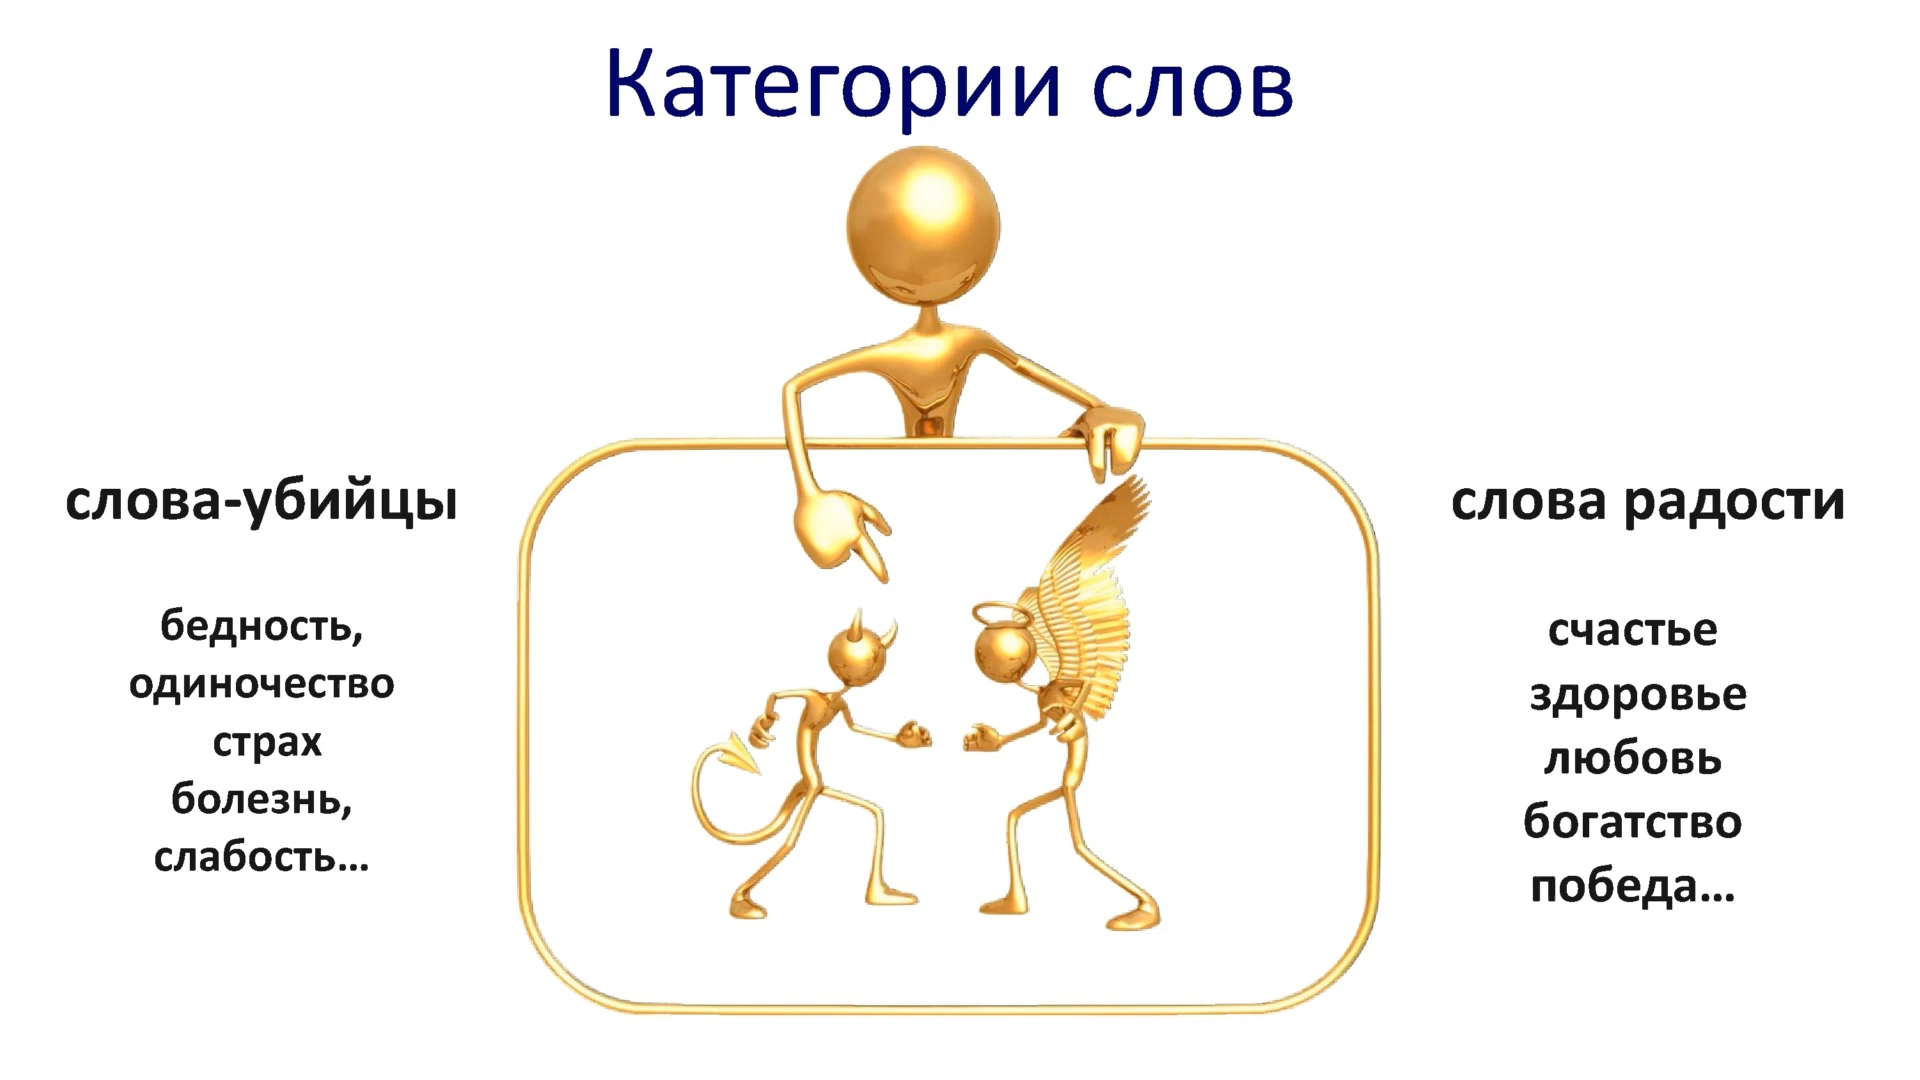 Категории слов
слова-убийцы
бедность,
одиночество
страх
болезнь,
слабость…
слова радости
счастье
здоровье
любовь
богатство
победа…